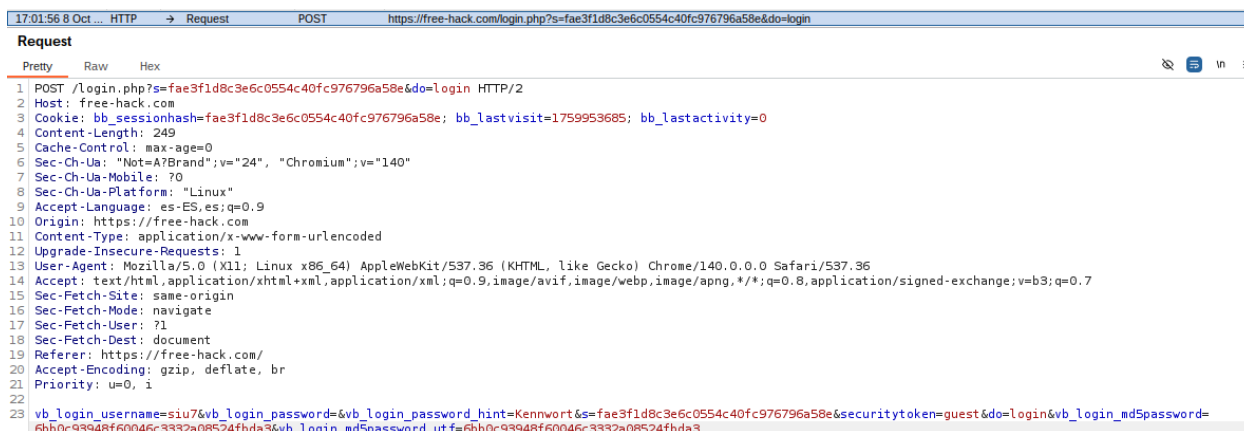 17:01:56 8 Oct ... HTTP → Request POST https://free-hack.com/login.php?s=fae3f1d8c3e6c0554c40fc976796a58e&do=login
Request
Pretty Raw Hex
\n
1 POST /login.php?s=fae3f1d8c3e6c0554c40fc976796a58e&do=login HTTP/2
2 Host: free-hack.com
3 Cookie: bb_sessionhash=fae3f1d8c3e6c0554c40fc976796a58e; bb_lastvisit=1759953685; bb_lastactivity=0
4 Content-Length: 249
5 Cache-Control: max-age=0
6 Sec-Ch-Ua: "Not=A?Brand";v="24", "Chromium";v="140"
7 Sec-Ch-Ua-Mobile: ?0
8 Sec-Ch-Ua-Platform: "Linux"
9 Accept-Language: es-ES,es;q=0.9
10 Origin: https://free-hack.com
11 Content-Type: application/x-www-form-urlencoded
12 Upgrade-Insecure-Requests: 1
13 User-Agent: Mozilla/5.0 (X11; Linux x86_64) AppleWebKit/537.36 (KHTML, like Gecko) Chrome/140.0.0.0 Safari/537.36
14 Accept: text/html,application/xhtml+xml,application/xml;q=0.9,image/avif,image/webp,image/apng,*/*;q=0.8,application/signed-exchange;v=b3;q=0.7
15 Sec-Fetch-Site: same-origin
16 Sec-Fetch-Mode: navigate
17 Sec-Fetch-User: ?1
18 Sec-Fetch-Dest: document
19 Referer: https://free-hack.com/
20 Accept-Encoding: gzip, deflate, br
21 Priority: u=0, i
22
23 vb_login_username=siu7&vb_login_password=&vb_login_password_hint=Kennwort&s=fae3f1d8c3e6c0554c40fc976796a58e&securitytoken=guest&do=login&vb_login_md5password=
6bb0c93948f60046c3332a08524fbda3&vb_login_md5password_utf=6bb0c93948f60046c3332a08524fbda3